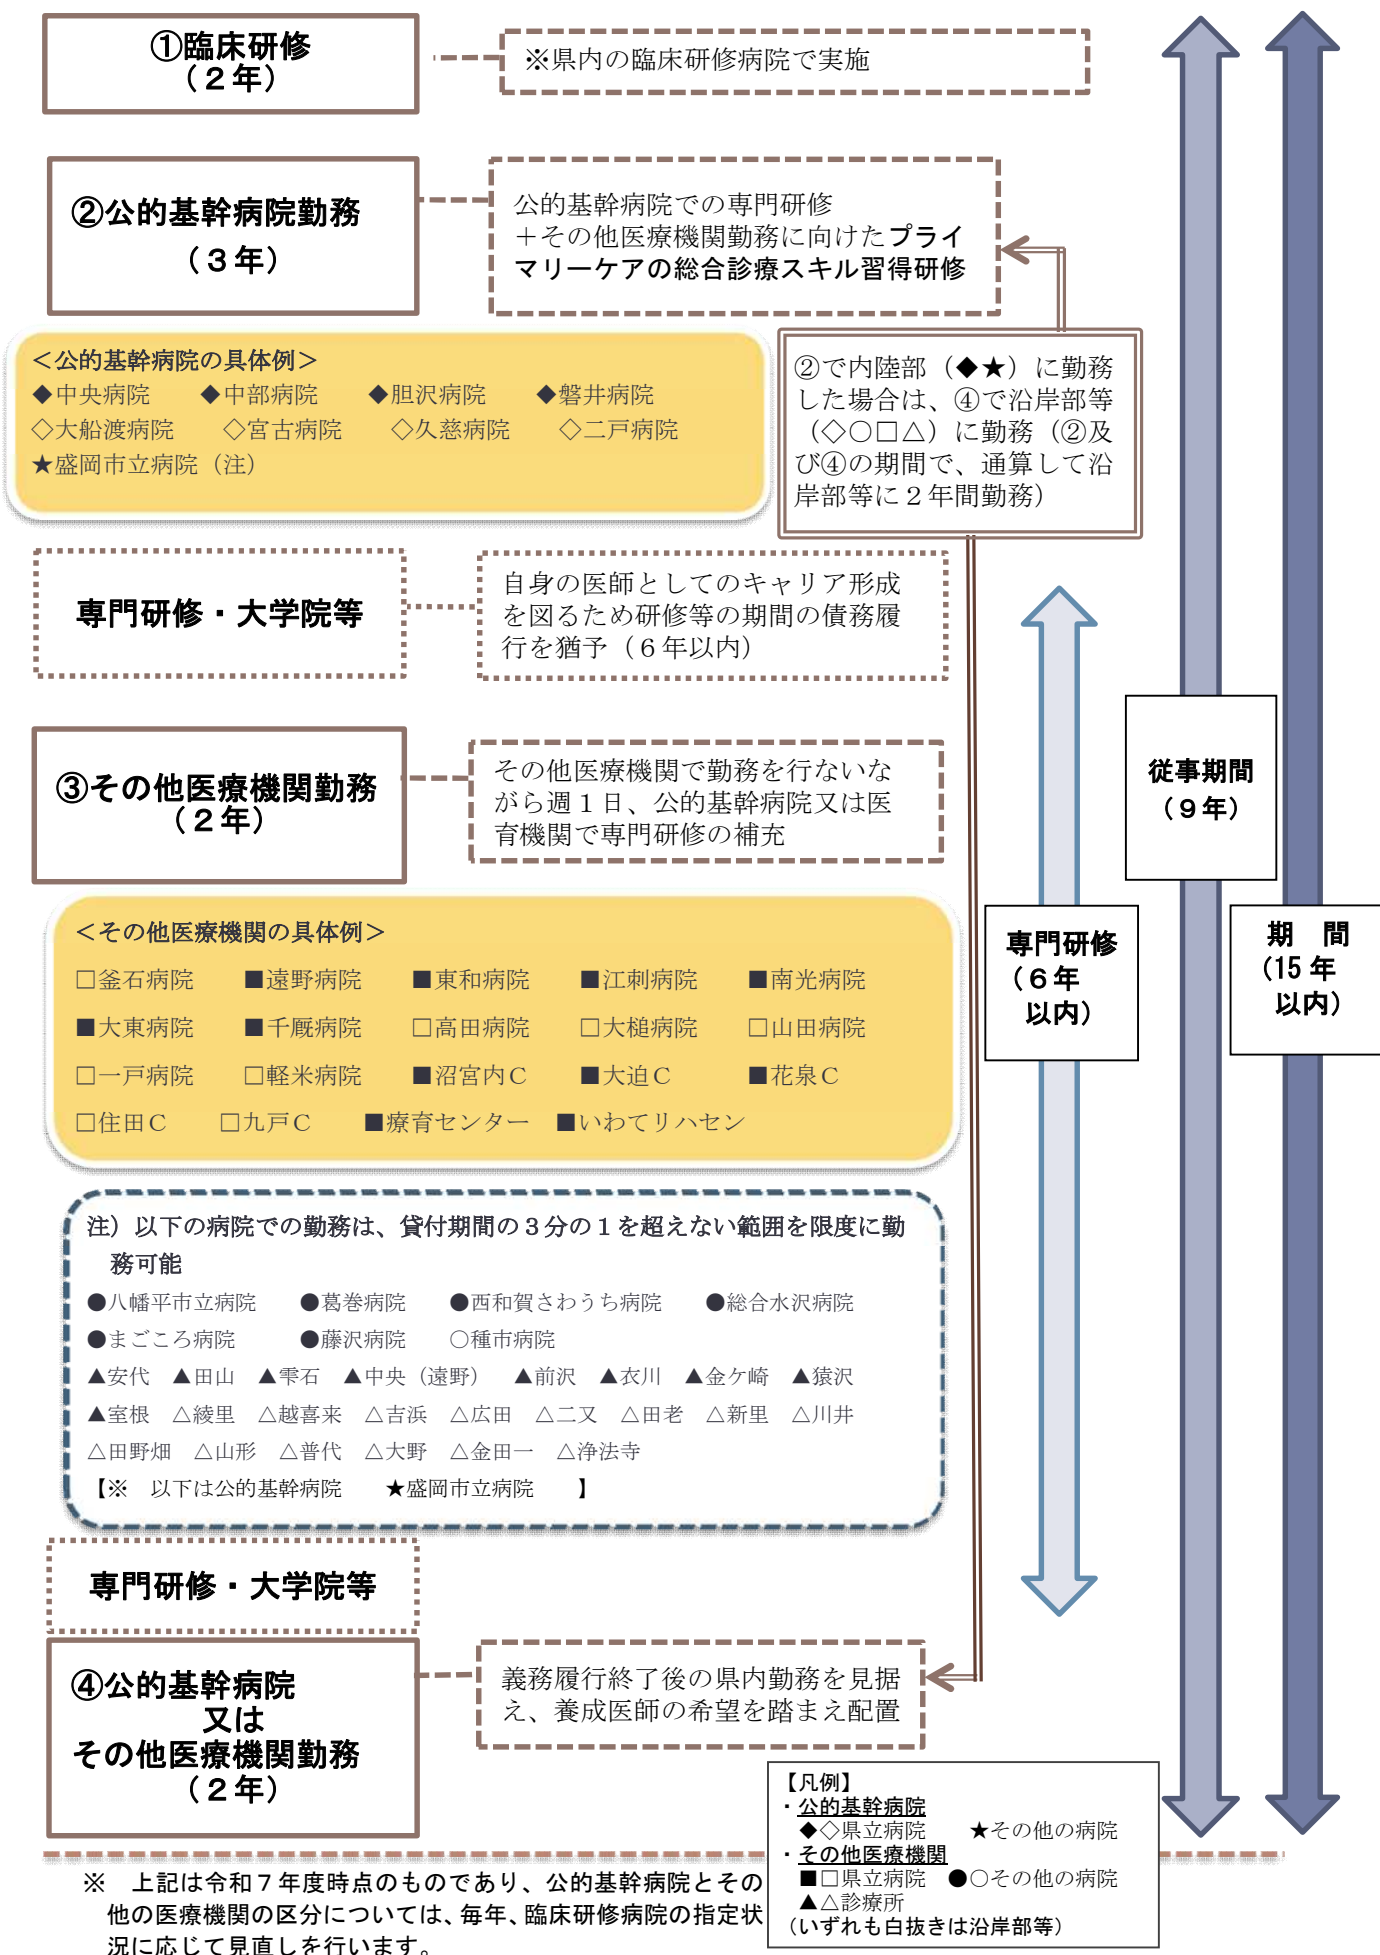 ①臨床研修
（２年）
※県内の臨床研修病院で実施
②公的基幹病院勤務
（３年）
公的基幹病院での専門研修
＋その他医療機関勤務に向けたプライ
マリーケアの総合診療スキル習得研修
＜公的基幹病院の具体例＞
◆中央病院　◆中部病院　◆胆沢病院　◆磐井病院
◇大船渡病院　◇宮古病院　◇久慈病院　◇二戸病院
★盛岡市立病院（注）
②で内陸部（◆★）に勤務
した場合は、④で沿岸部等
（◇○□△）に勤務（②及
び④の期間で、通算して沿
岸部等に２年間勤務）
専門研修・大学院等
自身の医師としてのキャリア形成
を図るため研修等の期間の債務履
行を猶予（６年以内）
③その他医療機関勤務
（２年）
その他医療機関で勤務を行ないな
がら週１日、公的基幹病院又は医
育機関で専門研修の補充
従事期間
（９年）
専門研修
（６年
以内）
期　間
（15 年
以内）
＜その他医療機関の具体例＞
□釜石病院　■遠野病院　■東和病院　■江刺病院　■南光病院
■大東病院　■千厩病院　□高田病院　□大槌病院　□山田病院
□一戸病院　□軽米病院　■沼宮内Ｃ　■大迫Ｃ　■花泉Ｃ
□住田Ｃ　□九戸Ｃ　■療育センター　■いわてリハセン
注）以下の病院での勤務は、貸付期間の３分の１を超えない範囲を限度に勤
務可能
●八幡平市立病院　●葛巻病院　●西和賀さわうち病院　●総合水沢病院
●まごころ病院　●藤沢病院　○種市病院
▲安代　▲田山　▲雫石　▲中央（遠野）　▲前沢　▲衣川　▲金ケ崎　▲猿沢
▲室根　△綾里　△越喜来　△吉浜　△広田　△二又　△田老　△新里　△川井
△田野畑　△山形　△普代　△大野　△金田一　△浄法寺
【※　以下は公的基幹病院　★盛岡市立病院　】
専門研修・大学院等
④公的基幹病院
又は
その他医療機関勤務
（２年）
義務履行終了後の県内勤務を見据
え、養成医師の希望を踏まえ配置
【凡例】
・公的基幹病院
◆◇県立病院　★その他の病院
・その他医療機関
■□県立病院　●○その他の病院
▲△診療所
（いずれも白抜きは沿岸部等）
※　上記は令和７年度時点のものであり、公的基幹病院とその
他の医療機関の区分については、毎年、臨床研修病院の指定状
況に応じて見直しを行います。